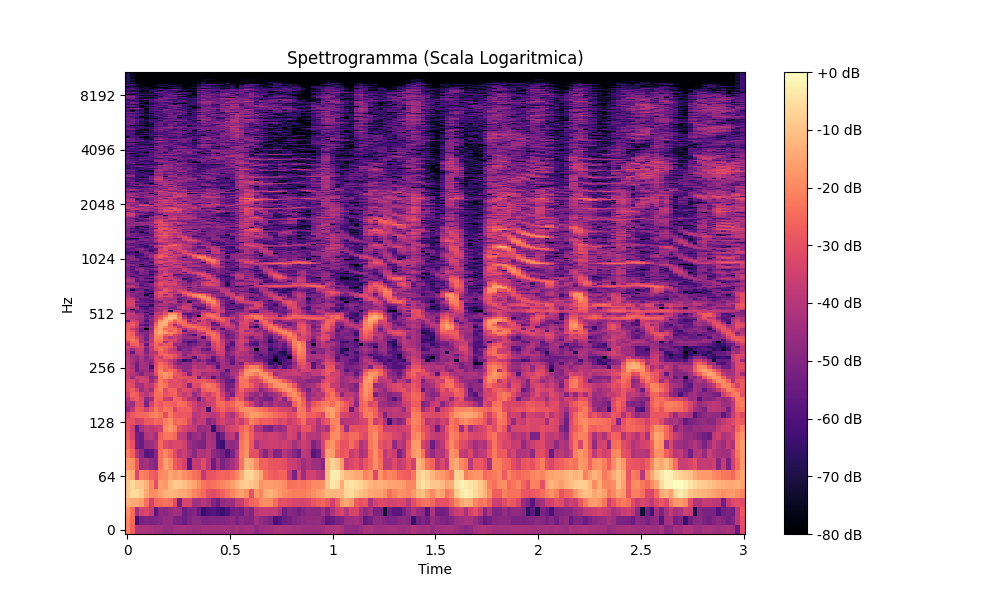 Spettrogramma (Scala Logaritmica)
Hz
8192
4096
2048
1024
512
256
128
64
0
0 0.5 1 1.5 2 2.5 3
Time
+0 dB
-10 dB
-20 dB
-30 dB
-40 dB
-50 dB
-60 dB
-70 dB
-80 dB